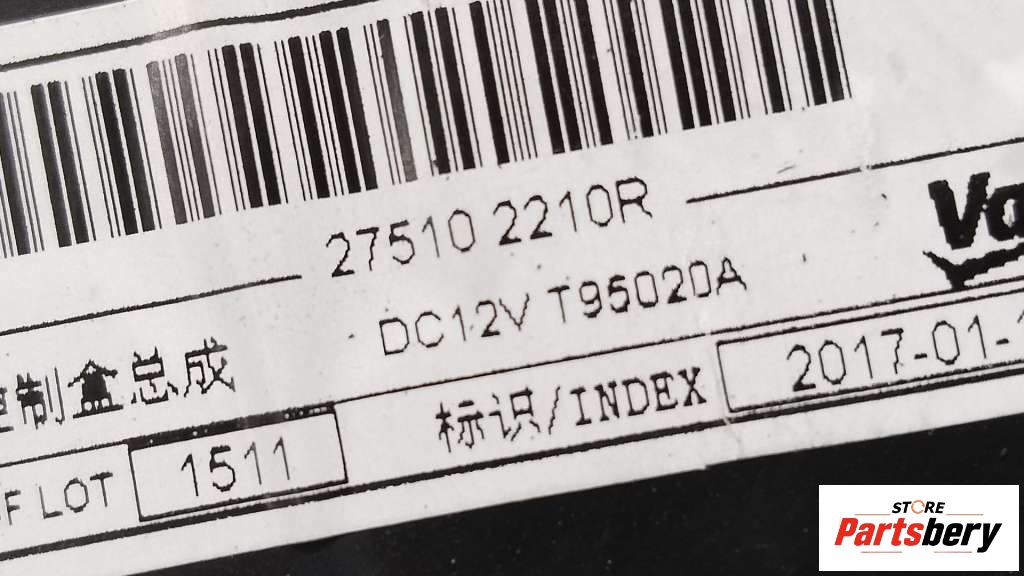 27510 2210R
DC12V T95020A
制盒总成
标识/INDEX
2017-01-
F LOT
1511
STORE
Partsbery